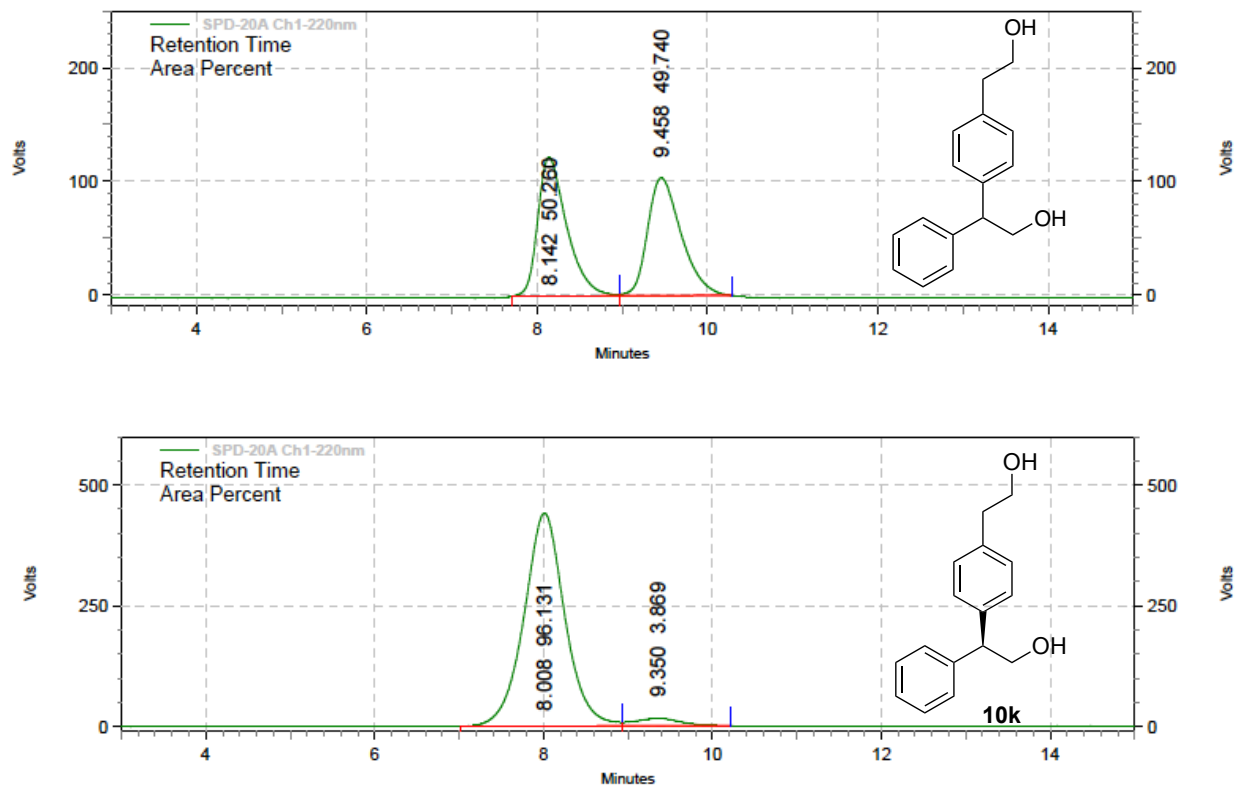 SPD-20A Ch1-220nm
Retention Time
Area Percent
OH
OH
200
100
0
Volts
8.142 50.260
9.458 49.740
200
100
0
Volts
4 6 8 10 12 14
Minutes
SPD-20A Ch1-220nm
Retention Time
Area Percent
OH
OH
10k
500
250
0
Volts
8.008 96.131
9.350 3.869
500
250
0
Volts
4 6 8 10 12 14
Minutes